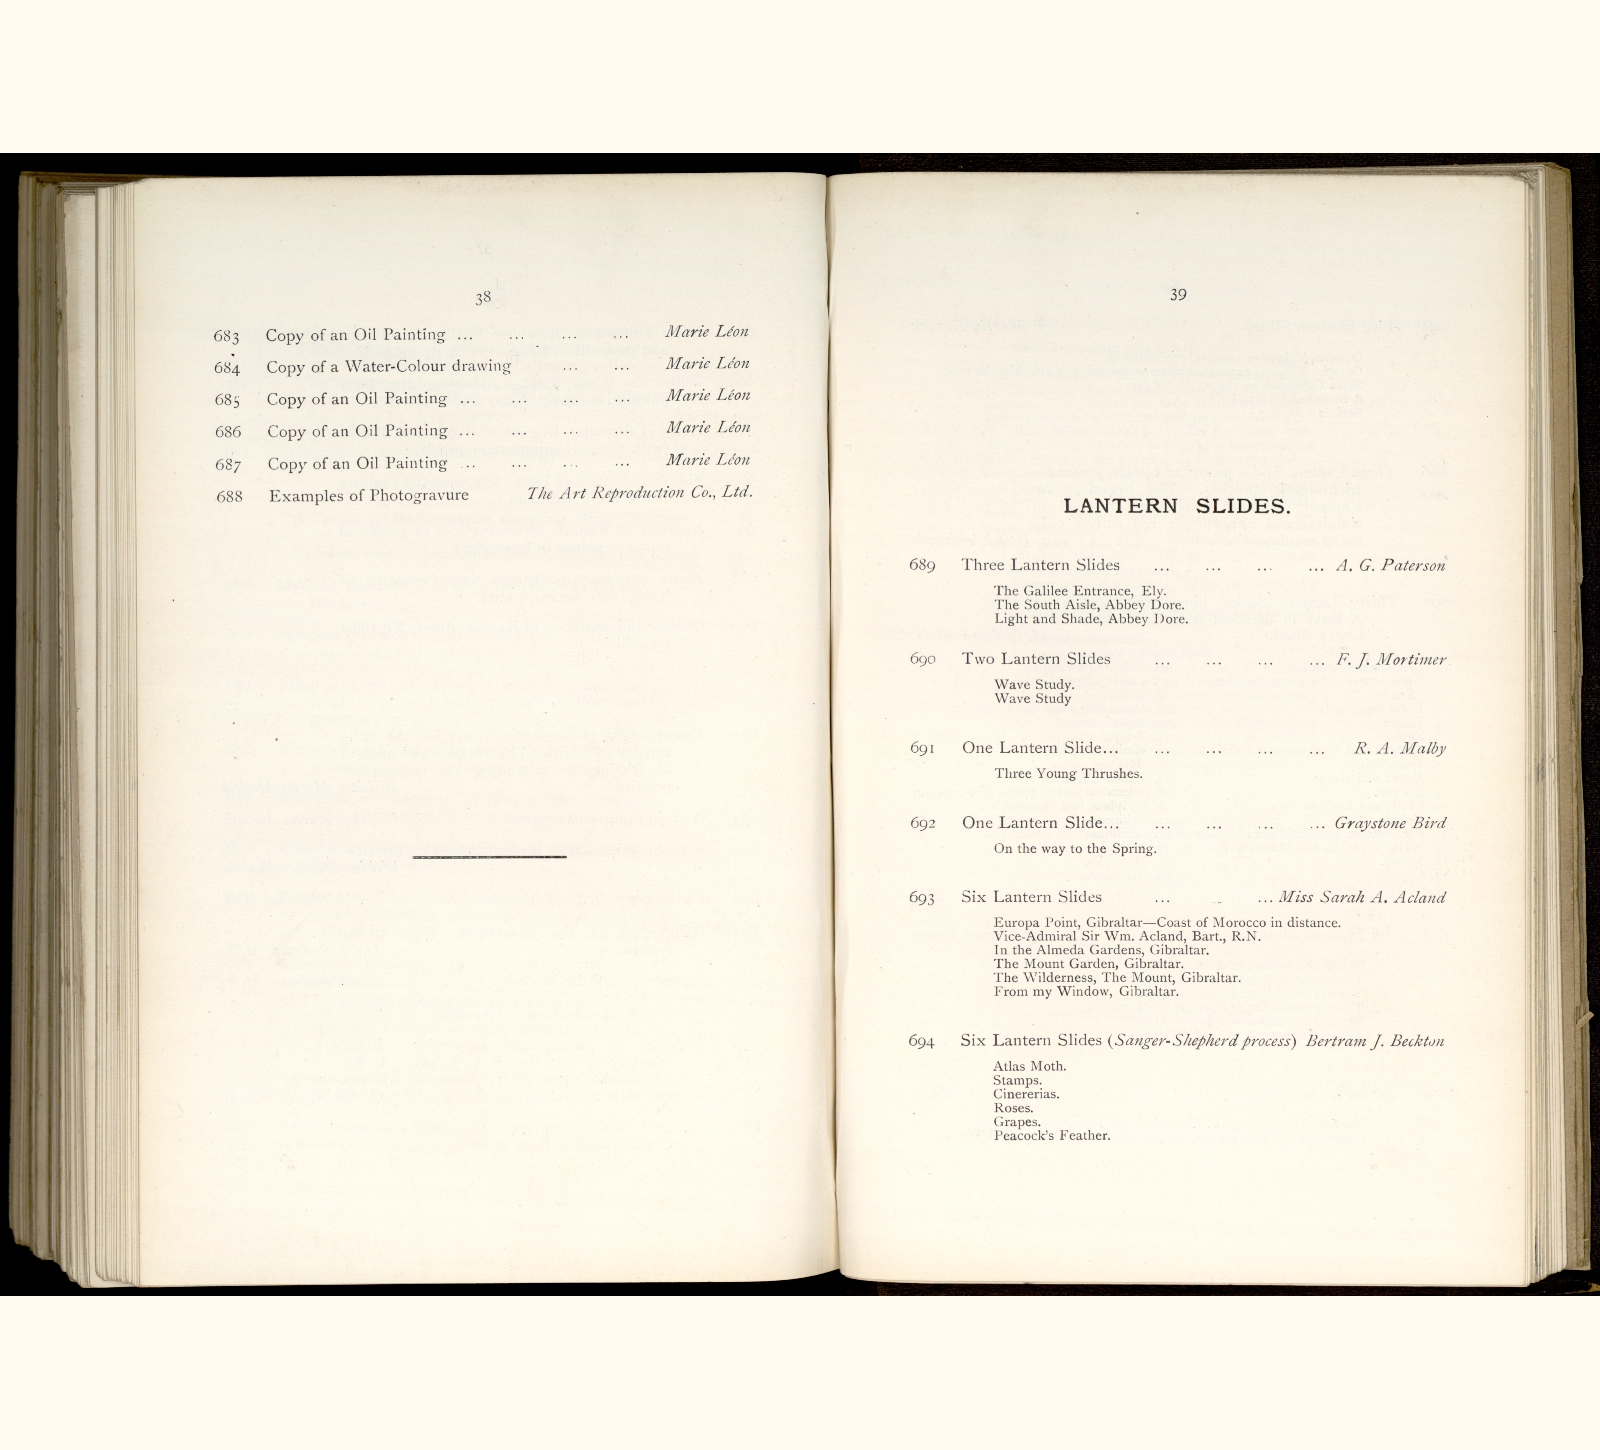 38
683 Copy of an Oil Painting ... ... ... ... Marie Léon
684 Copy of a Water-Colour drawing ... ... Marie Léon
685 Copy of an Oil Painting ... ... ... ... Marie Léon
686 Copy of an Oil Painting ... ... ... ... Marie Léon
687 Copy of an Oil Painting ... ... ... ... Marie Léon
688 Examples of Photogravure The Art Reproduction Co., Ltd.
39
LANTERN SLIDES.
689 Three Lantern Slides ... ... ... ... A. G. Paterson
The Galilee Entrance, Ely.
The South Aisle, Abbey Dore.
Light and Shade, Abbey Dore.
690 Two Lantern Slides ... ... ... ... F. J. Mortimer
Wave Study.
Wave Study
691 One Lantern Slide... ... ... ... ... R. A. Malby
Three Young Thrushes.
692 One Lantern Slide... ... ... ... ... Graystone Bird
On the way to the Spring.
693 Six Lantern Slides ... ... ... Miss Sarah A. Acland
Europa Point, Gibraltar—Coast of Morocco in distance.
Vice-Admiral Sir Wm. Acland, Bart., R.N.
In the Almeda Gardens, Gibraltar.
The Mount Garden, Gibraltar.
The Wilderness, The Mount, Gibraltar.
From my Window, Gibraltar.
694 Six Lantern Slides (Sanger-Shepherd process) Bertram J. Beckton
Atlas Moth.
Stamps.
Cinererias.
Roses.
Grapes.
Peacock's Feather.